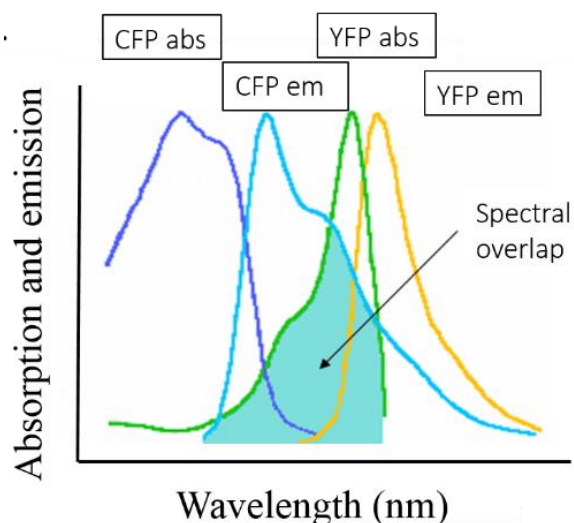 CFP abs
YFP abs
CFP em
YFP em
Absorption and emission
Spectral
overlap
Wavelength (nm)